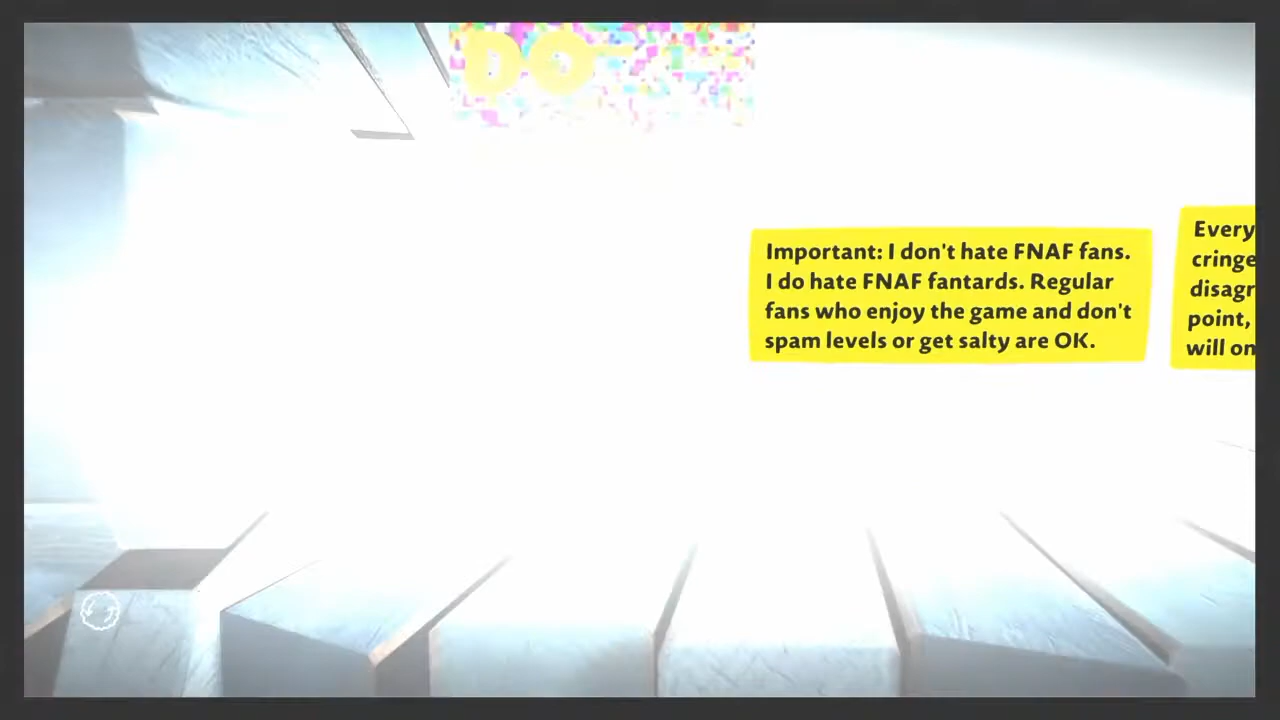 DO
Important: I don't hate FNAF fans.
I do hate FNAF fantards. Regular
fans who enjoy the game and don't
spam levels or get salty are OK.
Every
cringe
disagr
point,
will on